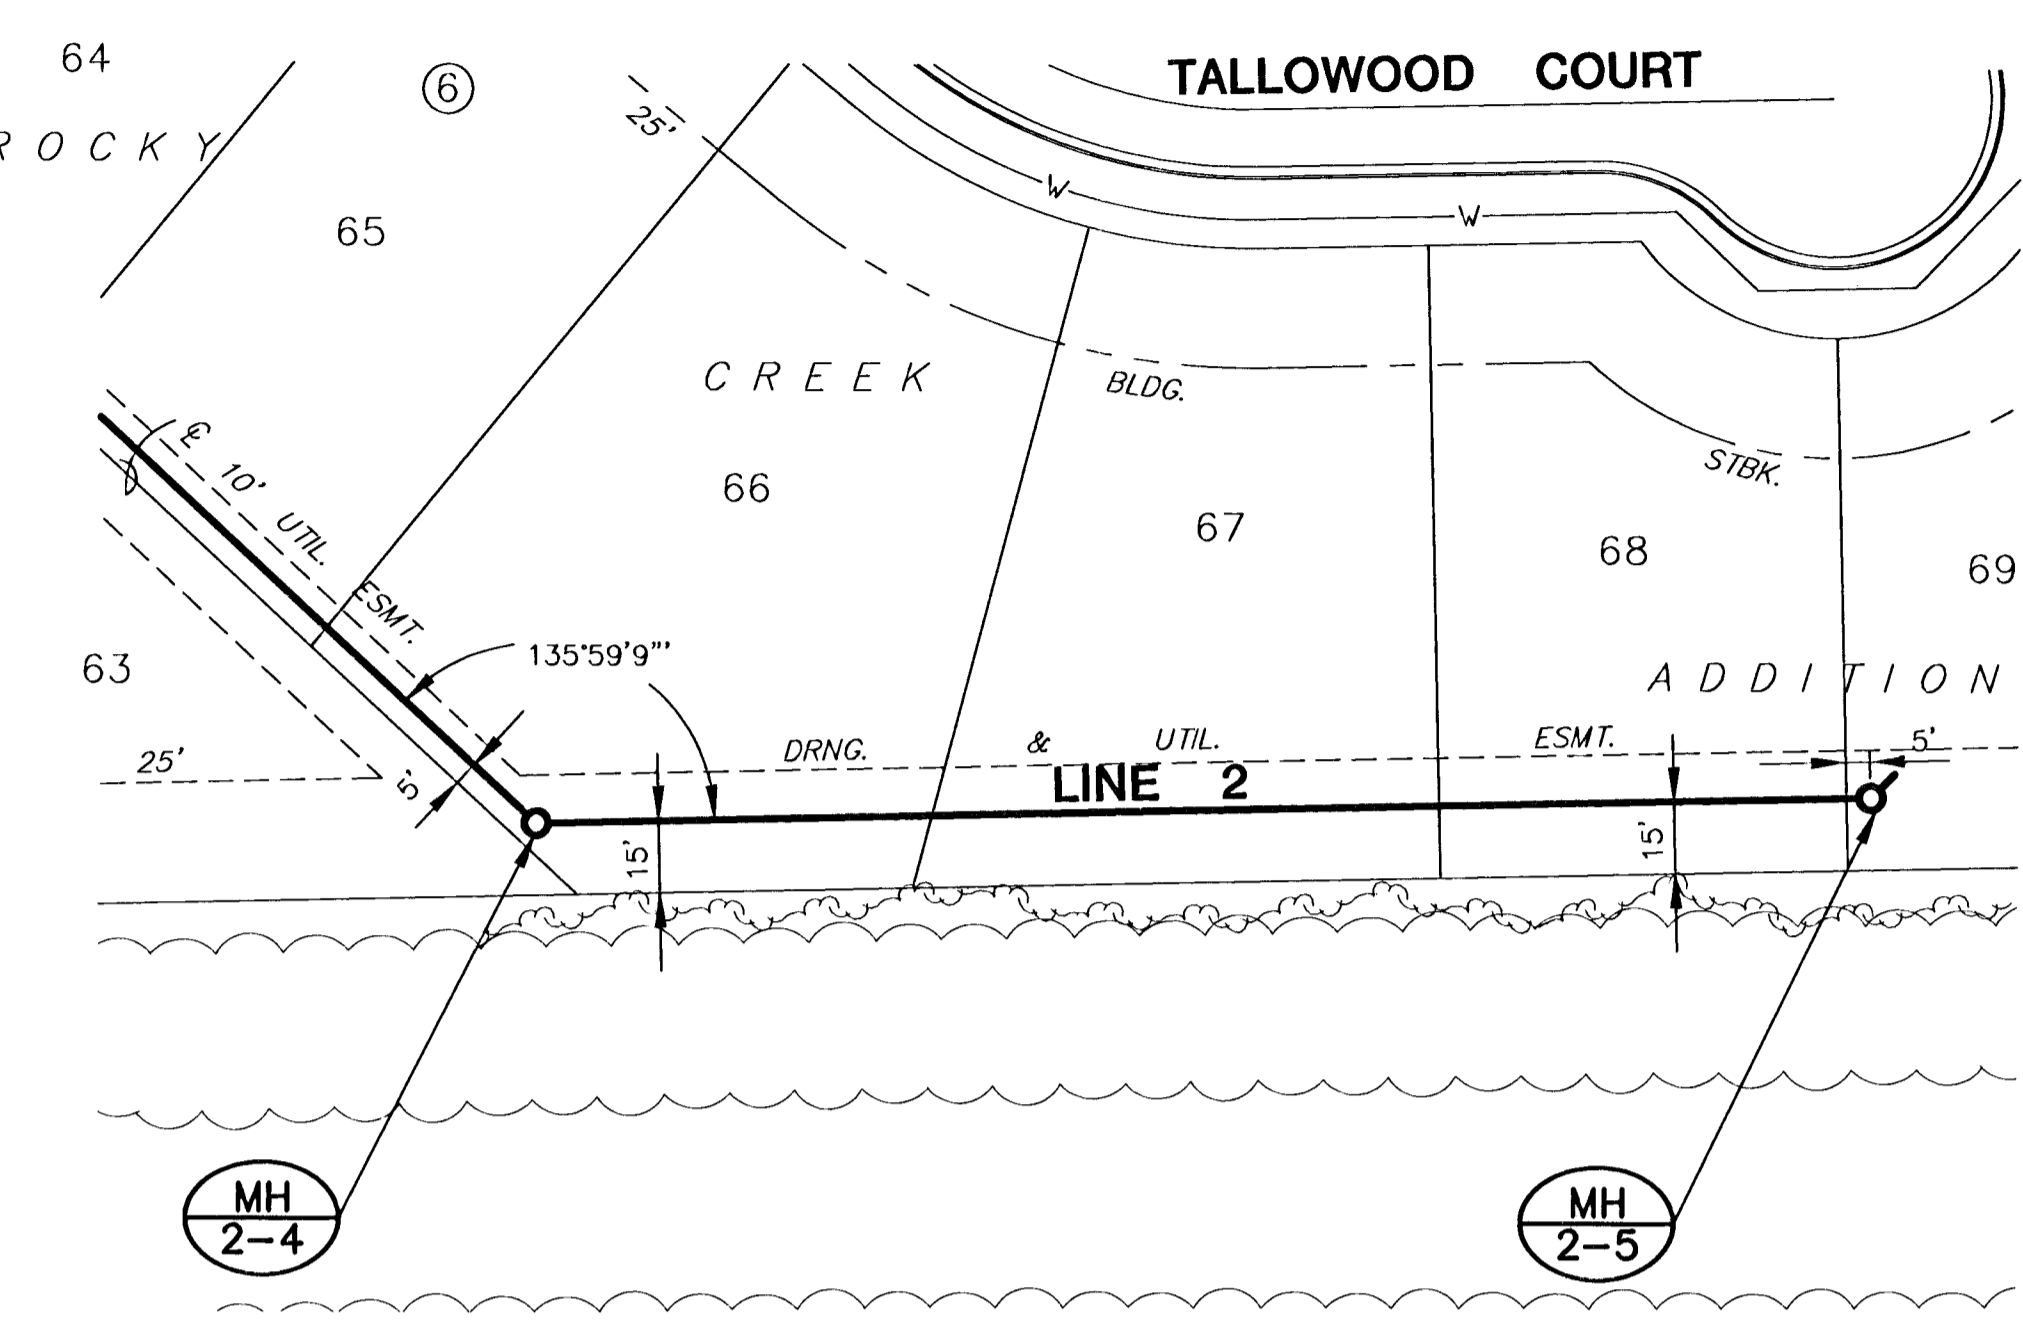 64
6
TALLOWOOD COURT
25'
ROCKY
W
W
65
CREEK
BLDG.
℄ 10' UTIL. ESMT.
STBK.
66
67
68
69
135°59'9"'
63
ADDITION
DRNG. & UTIL. ESMT.
5'
25'
5'
LINE 2
15'
15'
MH
2-4
MH
2-5